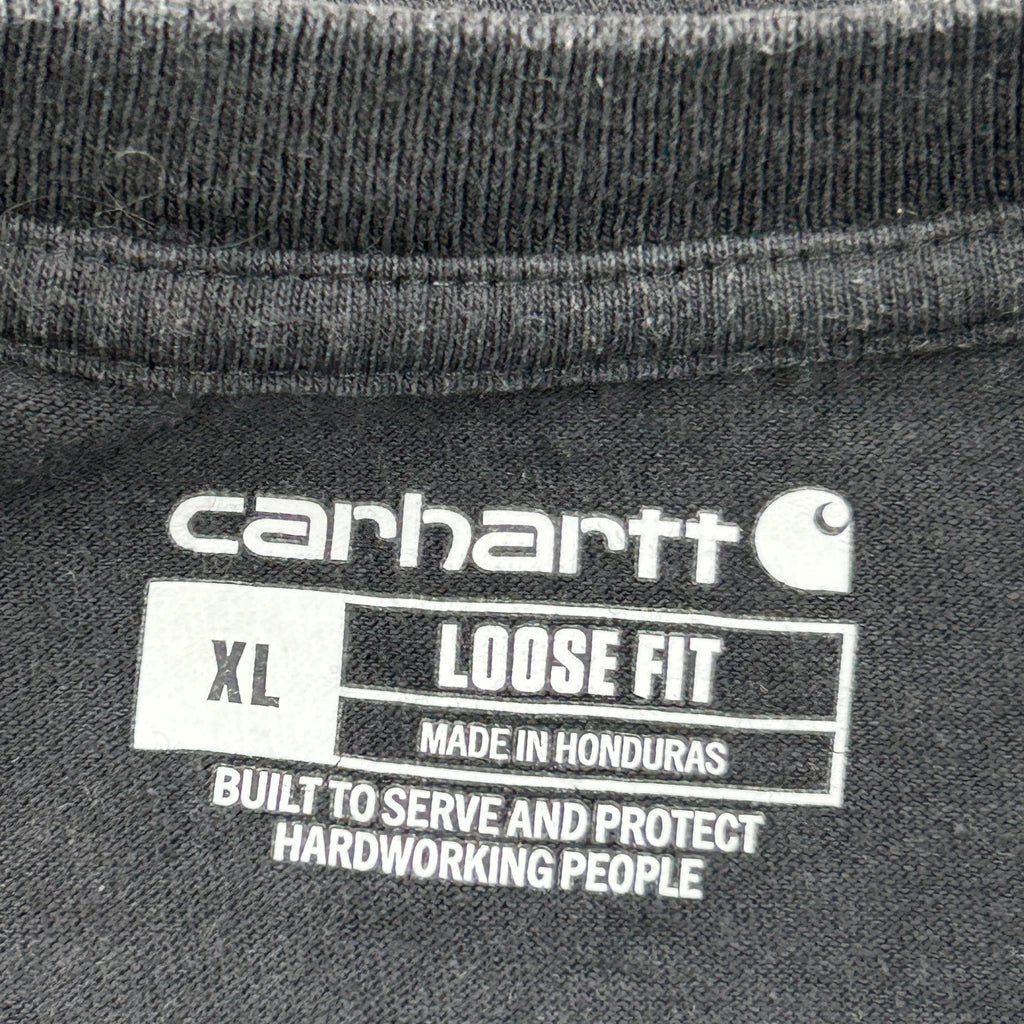 carhartt
XL
LOOSE FIT
MADE IN HONDURAS
BUILT TO SERVE AND PROTECT
HARDWORKING PEOPLE